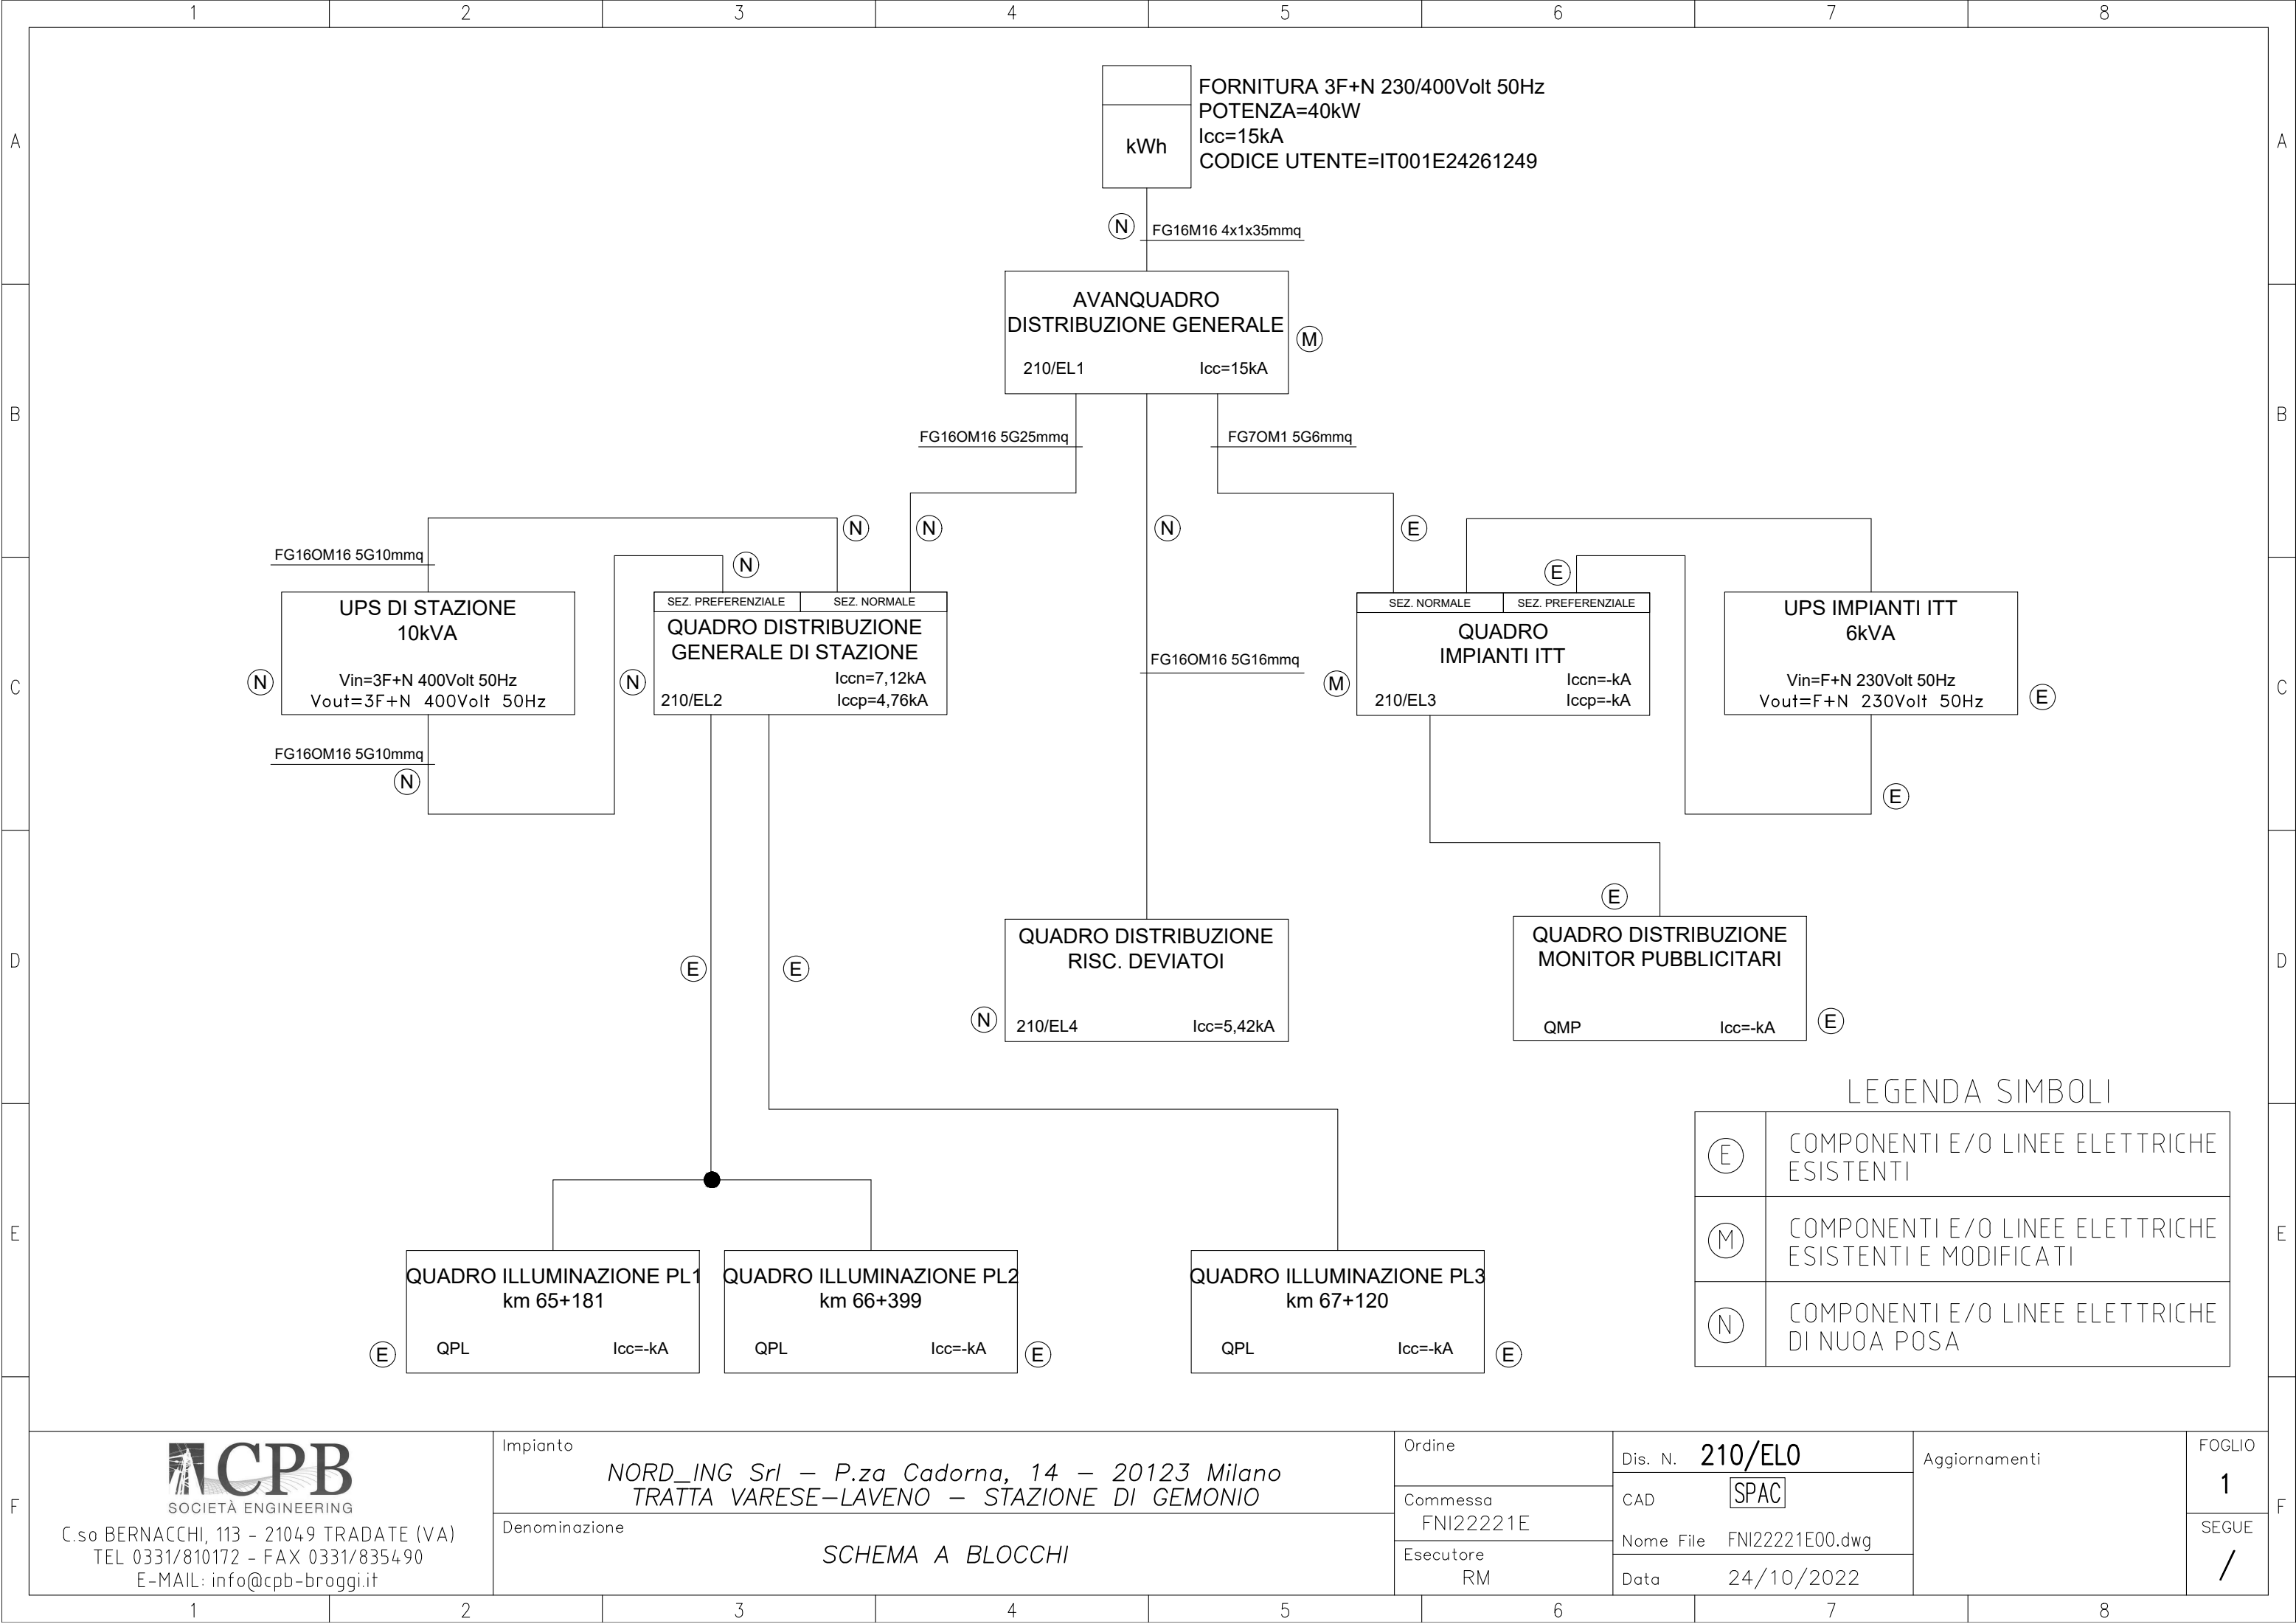 1 2 3 4 5 6 7 8
A A
B B
C C
D D
E E
F F
kWh
FORNITURA 3F+N 230/400Volt 50Hz
POTENZA=40kW
Icc=15kA
CODICE UTENTE=IT001E24261249
N
FG16M16 4x1x35mmq
AVANQUADRO
DISTRIBUZIONE GENERALE
210/EL1 Icc=15kA
M
FG16OM16 5G25mmq
FG7OM1 5G6mmq
N
N
N
E
FG16OM16 5G10mmq
N
E
UPS DI STAZIONE
10kVA
Vin=3F+N 400Volt 50Hz
Vout=3F+N 400Volt 50Hz
N
FG16OM16 5G10mmq
N
SEZ. PREFERENZIALE SEZ. NORMALE
QUADRO DISTRIBUZIONE
GENERALE DI STAZIONE
Iccn=7,12kA
210/EL2 Iccp=4,76kA
N
FG16OM16 5G16mmq
SEZ. NORMALE SEZ. PREFERENZIALE
QUADRO
IMPIANTI ITT
Iccn=-kA
210/EL3 Iccp=-kA
M
UPS IMPIANTI ITT
6kVA
Vin=F+N 230Volt 50Hz
Vout=F+N 230Volt 50Hz
E
E
E
E
E
QUADRO DISTRIBUZIONE
RISC. DEVIATOI
210/EL4 Icc=5,42kA
N
QUADRO DISTRIBUZIONE
MONITOR PUBBLICITARI
QMP Icc=-kA
E
QUADRO ILLUMINAZIONE PL1
km 65+181
QPL Icc=-kA
E
QUADRO ILLUMINAZIONE PL2
km 66+399
QPL Icc=-kA
E
QUADRO ILLUMINAZIONE PL3
km 67+120
QPL Icc=-kA
E
LEGENDA SIMBOLI
E COMPONENTI E/O LINEE ELETTRICHE
ESISTENTI
M COMPONENTI E/O LINEE ELETTRICHE
ESISTENTI E MODIFICATI
N COMPONENTI E/O LINEE ELETTRICHE
DI NUOA POSA
CPB
SOCIETÀ ENGINEERING
C.so BERNACCHI, 113 - 21049 TRADATE (VA)
TEL 0331/810172 - FAX 0331/835490
E-MAIL: info@cpb-broggi.it
Impianto
NORD_ING Srl - P.za Cadorna, 14 - 20123 Milano
TRATTA VARESE-LAVENO - STAZIONE DI GEMONIO
Denominazione
SCHEMA A BLOCCHI
Ordine
Commessa
FNI22221E
Esecutore
RM
Dis. N. 210/EL0
CAD SPAC
Nome File FNI22221E00.dwg
Data 24/10/2022
Aggiornamenti
FOGLIO
1
SEGUE
/
1 2 3 4 5 6 7 8